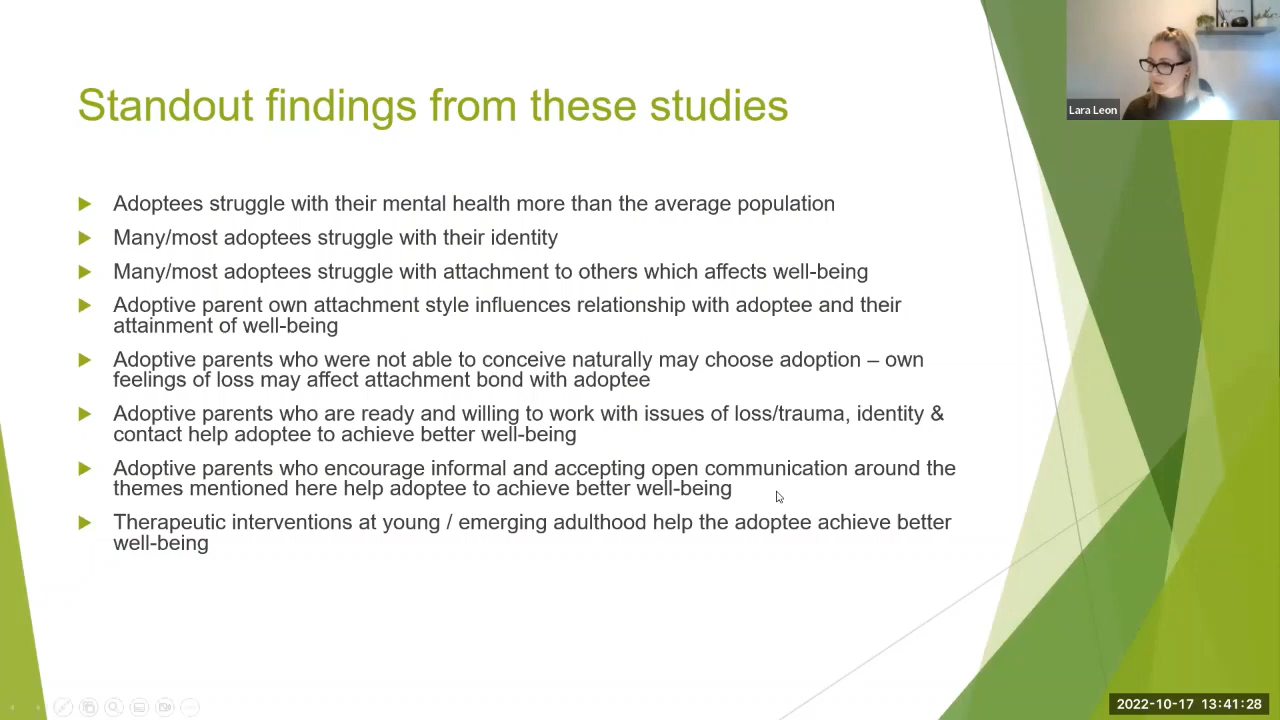 Standout findings from these studies
Lara Leon
Adoptees struggle with their mental health more than the average population
Many/most adoptees struggle with their identity
Many/most adoptees struggle with attachment to others which affects well-being
Adoptive parent own attachment style influences relationship with adoptee and their
attainment of well-being
Adoptive parents who were not able to conceive naturally may choose adoption – own
feelings of loss may affect attachment bond with adoptee
Adoptive parents who are ready and willing to work with issues of loss/trauma, identity &
contact help adoptee to achieve better well-being
Adoptive parents who encourage informal and accepting open communication around the
themes mentioned here help adoptee to achieve better well-being
Therapeutic interventions at young / emerging adulthood help the adoptee achieve better
well-being
2022-10-17 13:41:28